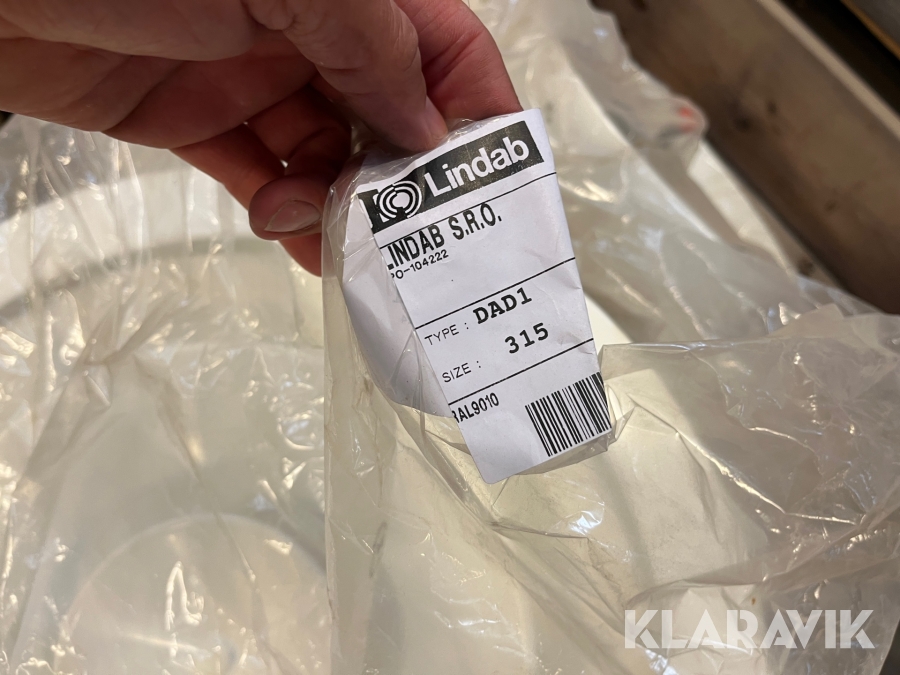 Lindab
LINDAB S.R.O.
PO-104222
TYPE : DAD1
SIZE : 315
RAL9010
KLARAVIK